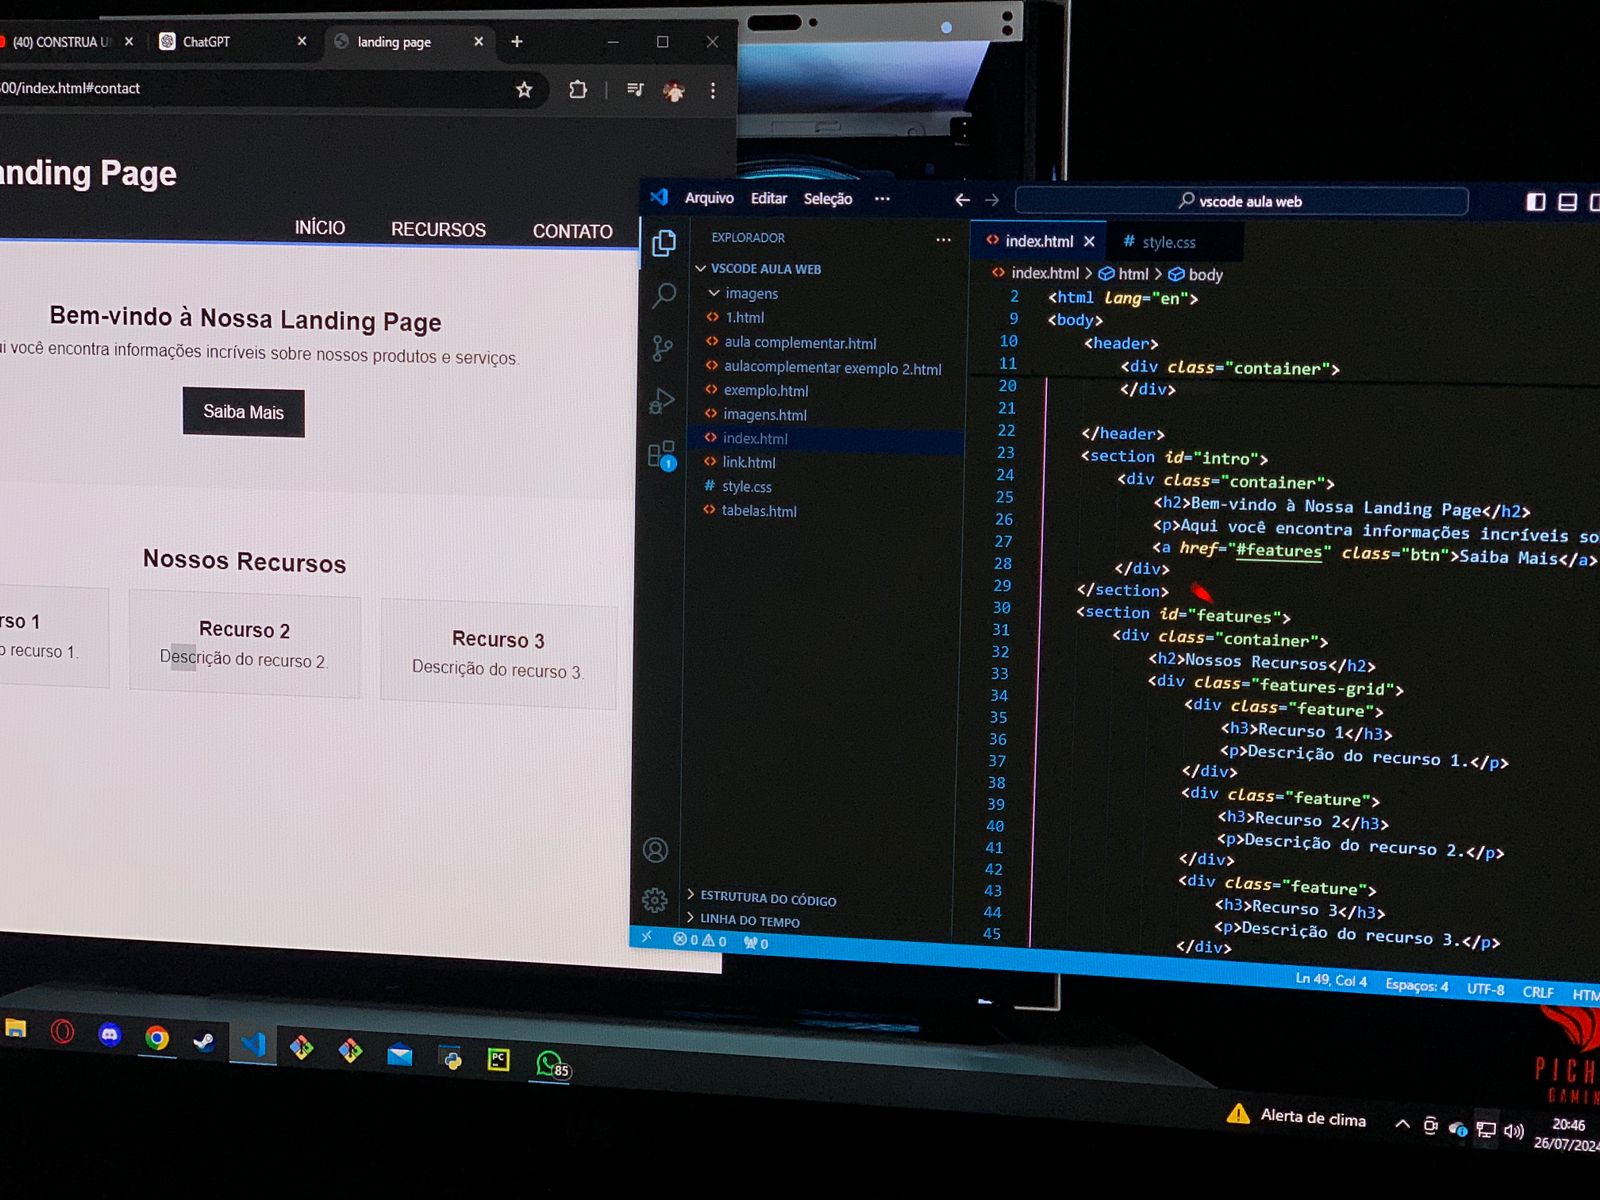 (40) CONSTRUA U
ChatGPT
landing page
00/index.html#contact
anding Page
INÍCIO
RECURSOS
CONTATO
Bem-vindo à Nossa Landing Page
ui você encontra informações incríveis sobre nossos produtos e serviços.
Saiba Mais
Nossos Recursos
rso 1
o recurso 1.
Recurso 2
Descrição do recurso 2.
Recurso 3
Descrição do recurso 3.
Arquivo Editar Seleção ···
vscode aula web
EXPLORADOR ···
VSCODE AULA WEB
imagens
1.html
aula complementar.html
aulacomplementar exemplo 2.html
exemplo.html
imagens.html
index.html
link.html
# style.css
tabelas.html
ESTRUTURA DO CÓDIGO
LINHA DO TEMPO
1
index.html
# style.css
index.html > html > body
2 <html lang="en">
9 <body>
10 <header>
11 <div class="container">
20 </div>
21
22 </header>
23 <section id="intro">
24 <div class="container">
25 <h2>Bem-vindo à Nossa Landing Page</h2>
26 <p>Aqui você encontra informações incríveis so
27 <a href="#features" class="btn">Saiba Mais</a>
28 </div>
29 </section>
30 <section id="features">
31 <div class="container">
32 <h2>Nossos Recursos</h2>
33 <div class="features-grid">
34 <div class="feature">
35 <h3>Recurso 1</h3>
36 <p>Descrição do recurso 1.</p>
37 </div>
38 <div class="feature">
39 <h3>Recurso 2</h3>
40 <p>Descrição do recurso 2.</p>
41 </div>
42 <div class="feature">
43 <h3>Recurso 3</h3>
44 <p>Descrição do recurso 3.</p>
45 </div>
0 0 0
Ln 49, Col 4 Espaços: 4 UTF-8 CRLF HTM
PC
85
PICH
GAMIN
Alerta de clima
20:46
26/07/2024